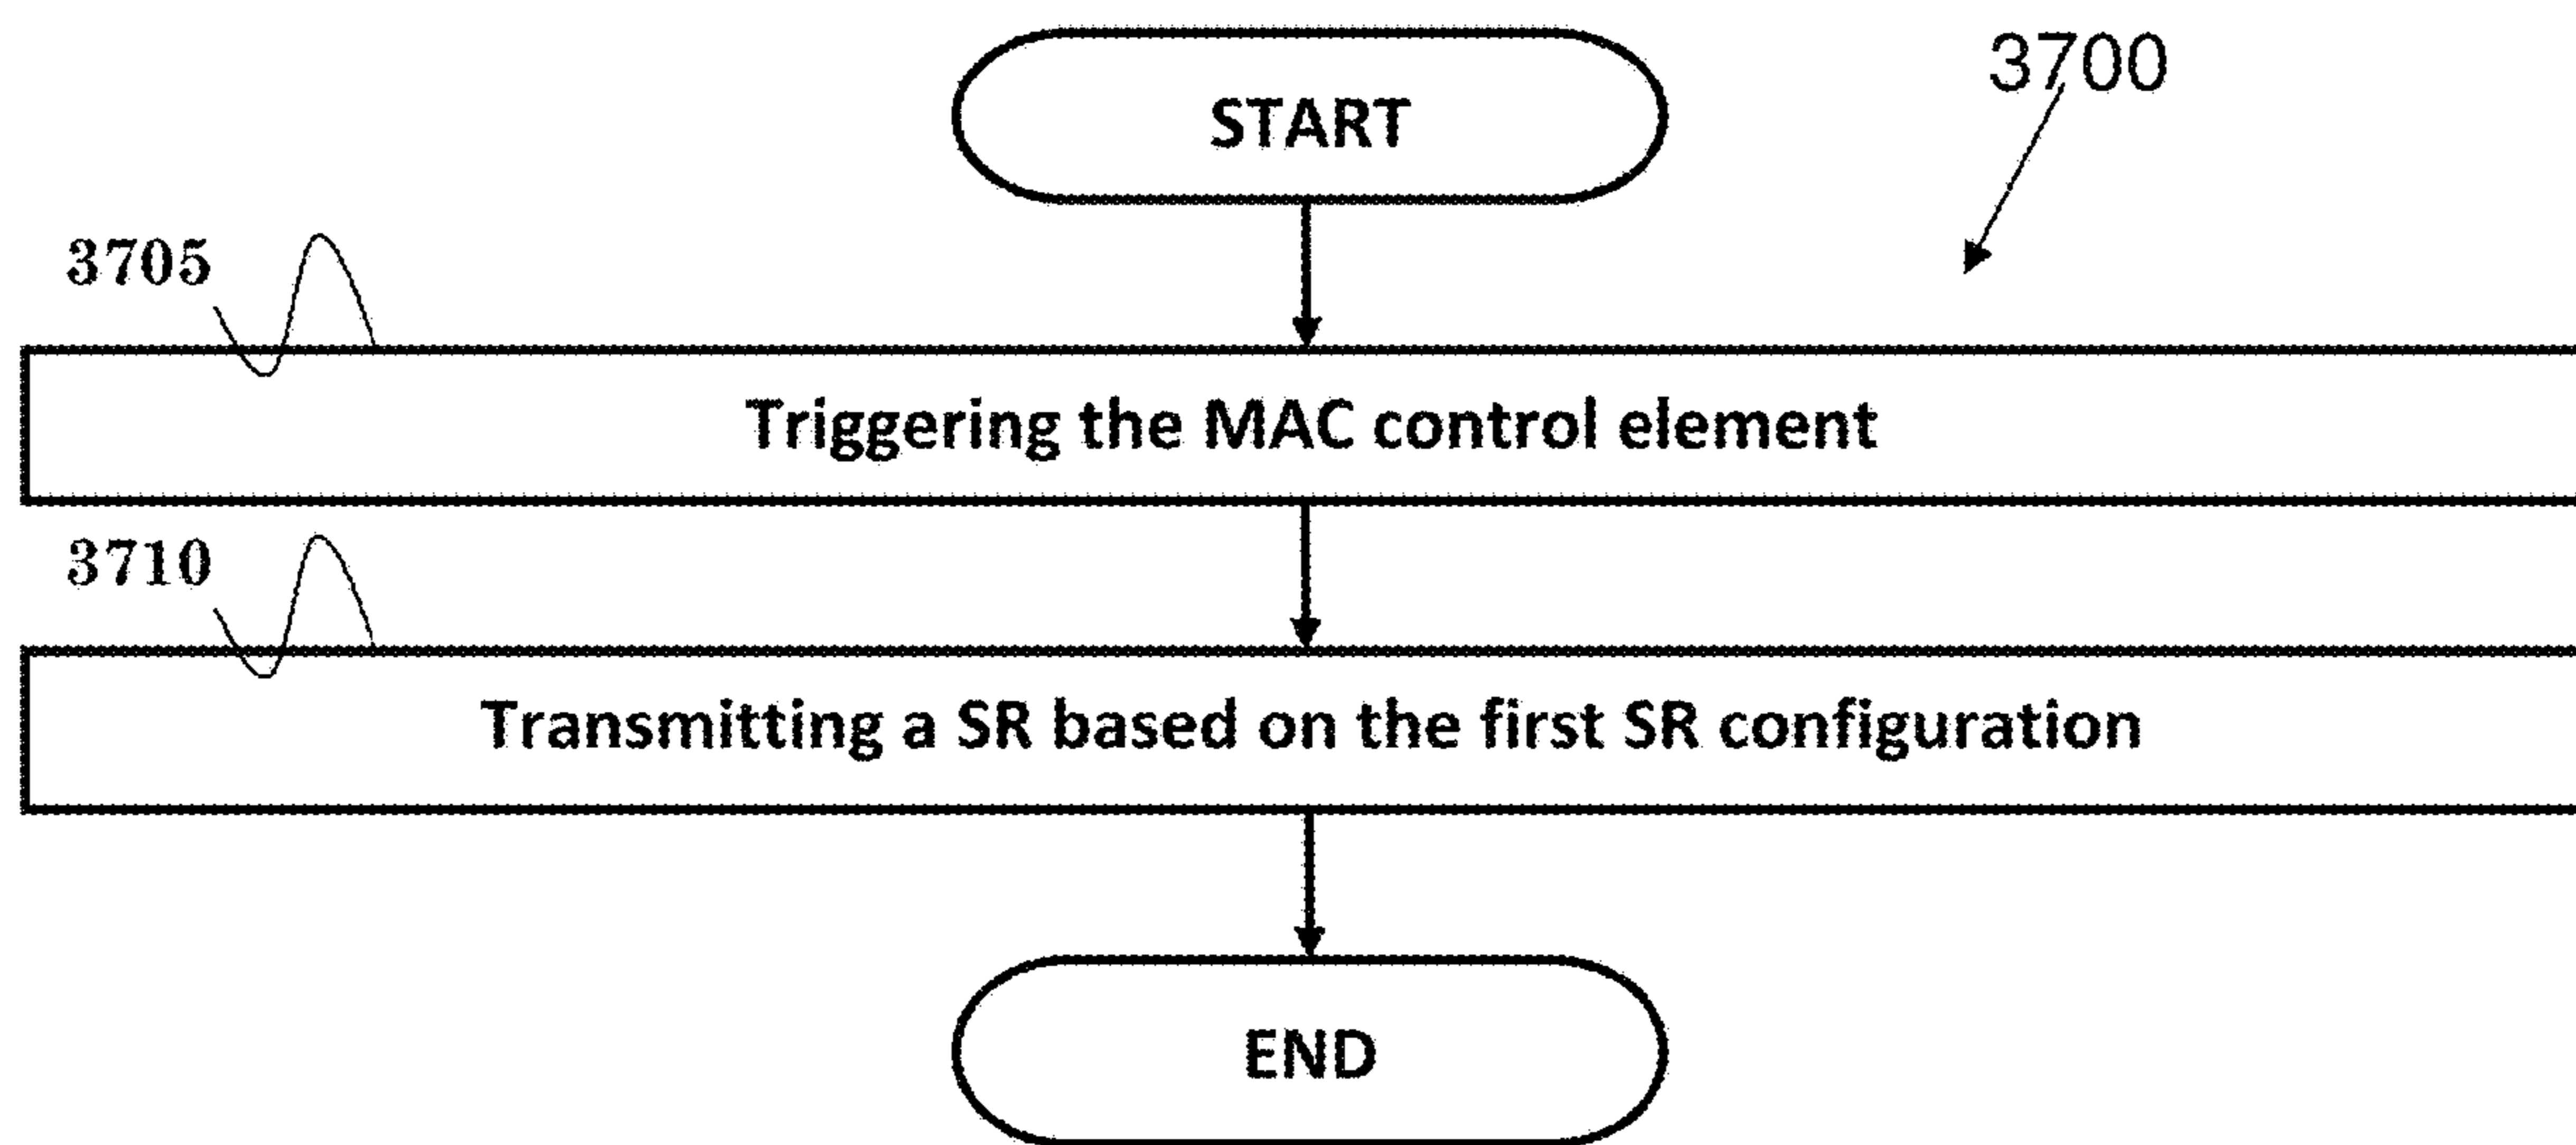 START
3700
3705
Triggering the MAC control element
3710
Transmitting a SR based on the first SR configuration
END